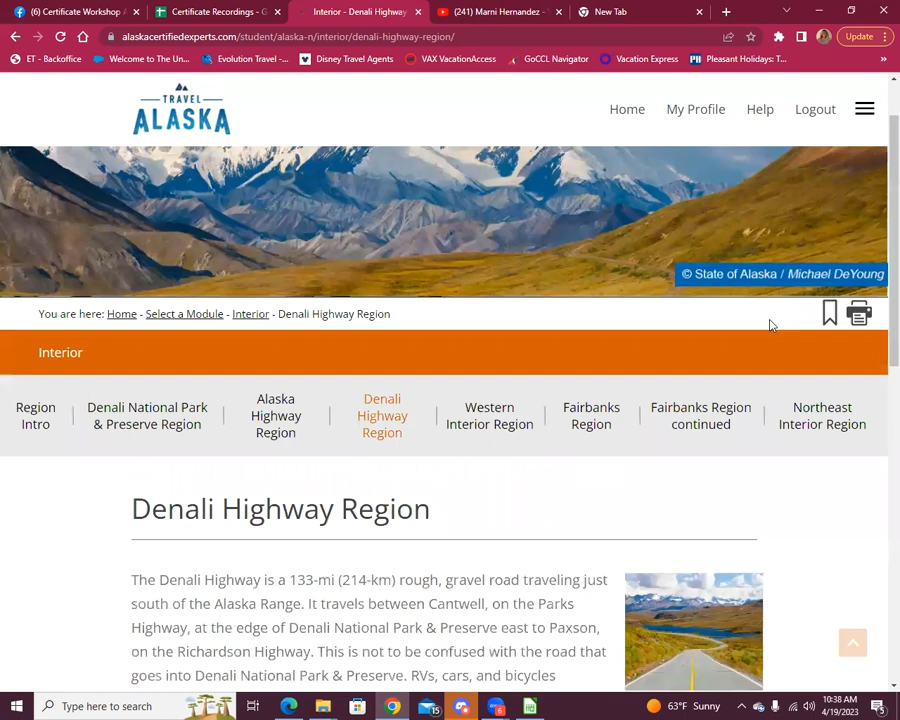 (6) Certificate Workshop A
Certificate Recordings - G
Interior - Denali Highway
(241) Marni Hernandez -
New Tab
alaskacertifiedexperts.com/student/alaska-n/interior/denali-highway-region/
Update
ET - Backoffice
Welcome to The Un...
Evolution Travel -...
Disney Travel Agents
VAX VacationAccess
GoCCL Navigator
Vacation Express
Pleasant Holidays: T...
TRAVEL
ALASKA
Home
My Profile
Help
Logout
© State of Alaska / Michael DeYoung
You are here: Home - Select a Module - Interior - Denali Highway Region
Interior
Region
Intro
Denali National Park
& Preserve Region
Alaska
Highway
Region
Denali
Highway
Region
Western
Interior Region
Fairbanks
Region
Fairbanks Region
continued
Northeast
Interior Region
Denali Highway Region
The Denali Highway is a 133-mi (214-km) rough, gravel road traveling just
south of the Alaska Range. It travels between Cantwell, on the Parks
Highway, at the edge of Denali National Park & Preserve east to Paxson,
on the Richardson Highway. This is not to be confused with the road that
goes into Denali National Park & Preserve. RVs, cars, and bicycles
Type here to search
15
6
63°F Sunny
10:38 AM
4/19/2023
5